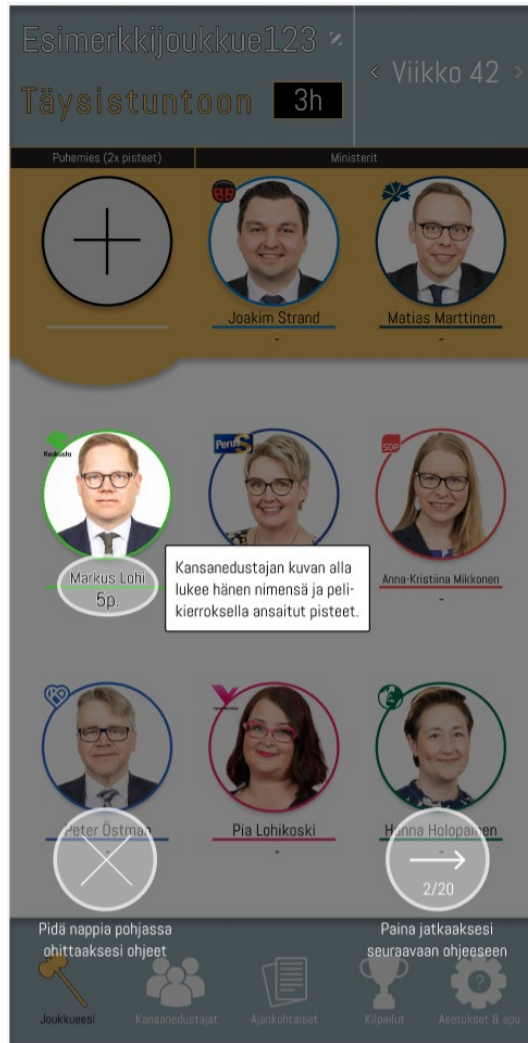 Esimerkkijoukkue123
< Viikko 42 >
Täysistuntoon 3h
Puhemies (2x pisteet)
Ministerit
Joakim Strand
-
Matias Marttinen
-
Keskusta
PeruS
SDP
Markus Lohi
5p.
Kansanedustajan kuvan alla
lukee hänen nimensä ja peli-
kierroksella ansaitut pisteet.
Anna-Kristiina Mikkonen
-
Peter Östman
-
Pia Lohikoski
-
Hanna Holopainen
-
2/20
Pidä nappia pohjassa
ohittaaksesi ohjeet
Paina jatkaaksesi
seuraavaan ohjeeseen
Joukkueesi
Kansanedustajat
Ajankohtaiset
Kilpailut
Asetukset & apu